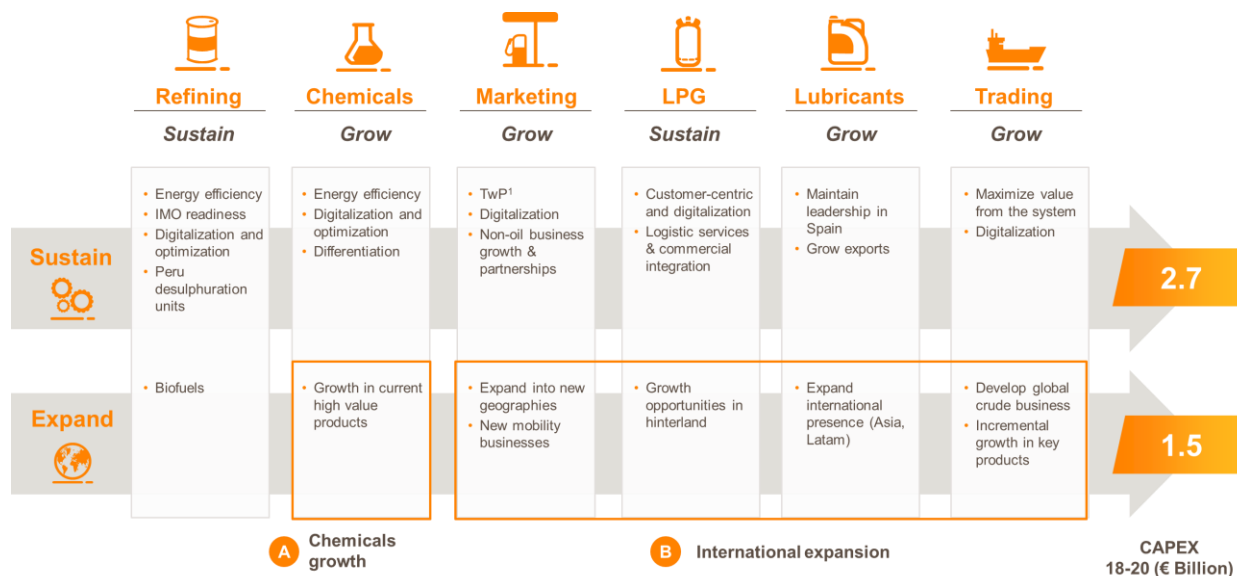 Refining
Chemicals
Marketing
LPG
Lubricants
Trading
Sustain
Grow
Grow
Sustain
Grow
Grow
Sustain
• Energy efficiency
• IMO readiness
• Digitalization and
optimization
• Peru
desulphuration
units
• Energy efficiency
• Digitalization and
optimization
• Differentiation
• TwP¹
• Digitalization
• Non-oil business
growth &
partnerships
• Customer-centric
and digitalization
• Logistic services
& commercial
integration
• Maintain
leadership in
Spain
• Grow exports
• Maximize value
from the system
• Digitalization
2.7
Expand
• Biofuels
• Growth in current
high value
products
• Expand into new
geographies
• New mobility
businesses
• Growth
opportunities in
hinterland
• Expand
international
presence (Asia,
Latam)
• Develop global
crude business
• Incremental
growth in key
products
1.5
A
Chemicals
growth
B
International expansion
CAPEX
18-20 (€ Billion)